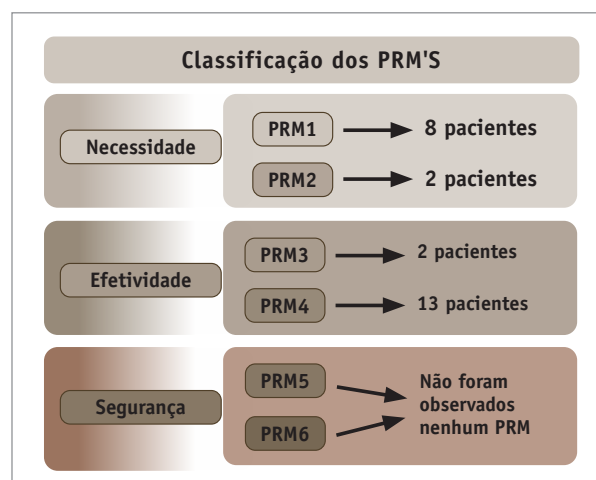 Classificação dos PRM'S
Necessidade
PRM1
8 pacientes
PRM2
2 pacientes
Efetividade
PRM3
2 pacientes
PRM4
13 pacientes
Segurança
PRM5
PRM6
Não foram
observados
nenhum PRM